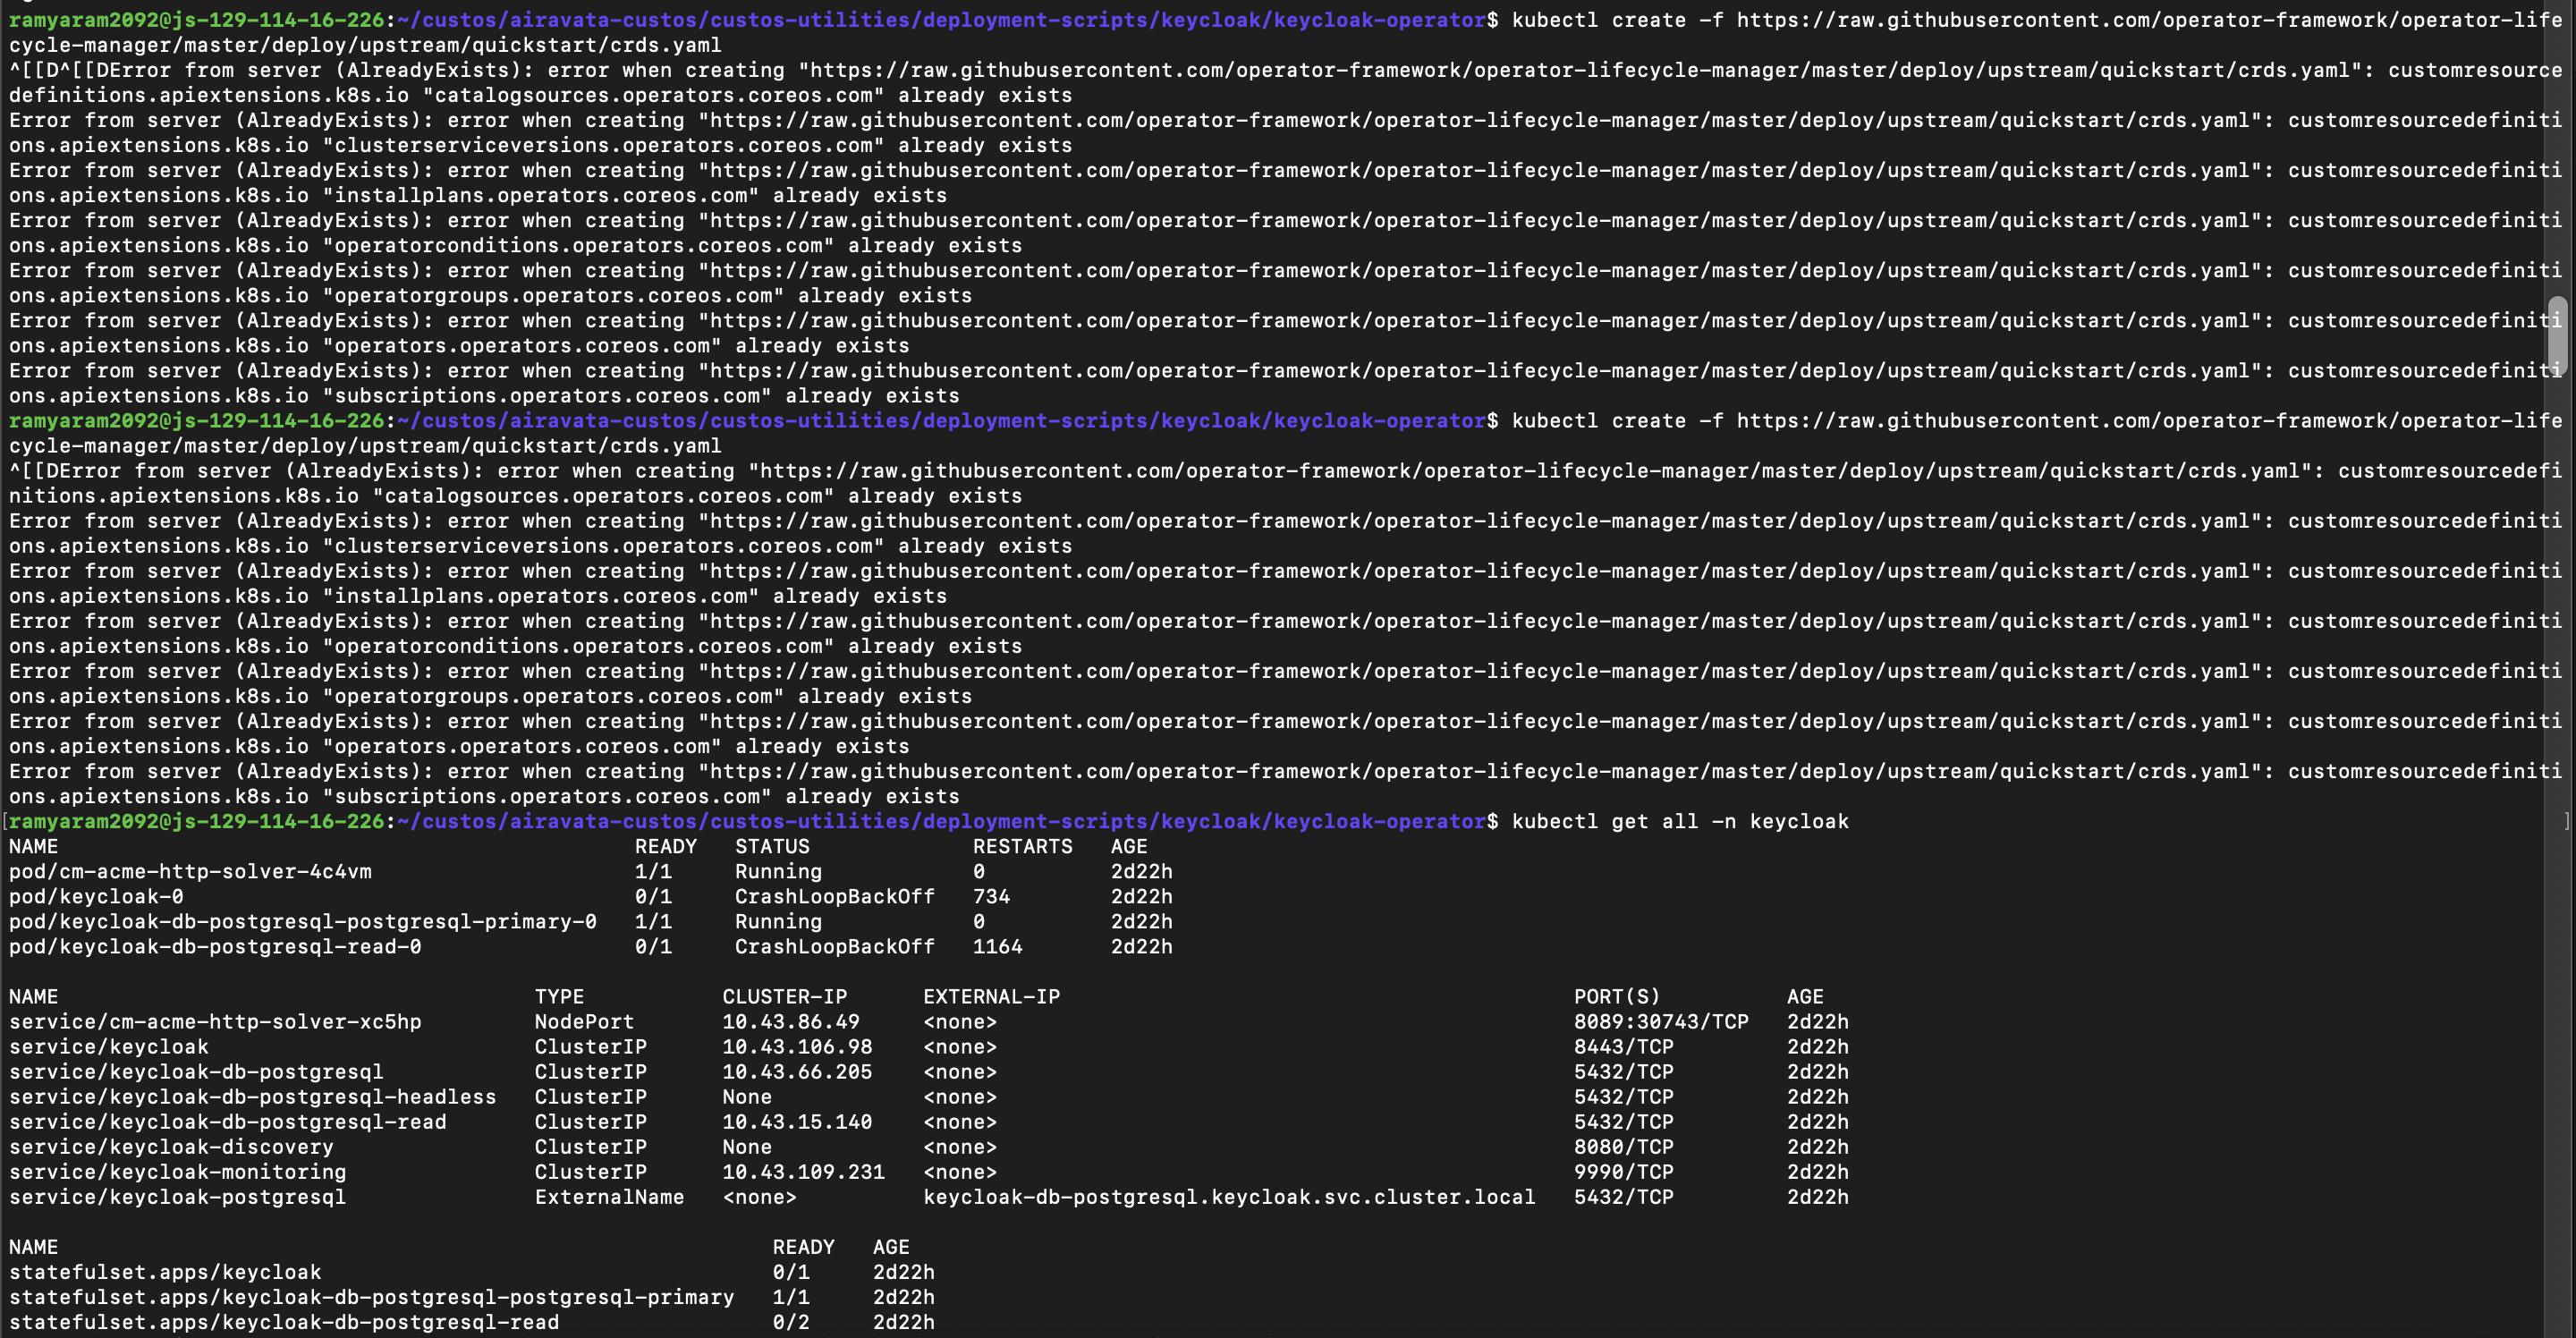 ramyaram2092@js-129-114-16-226:~/custos/airavata-custos/custos-utilities/deployment-scripts/keycloak/keycloak-operator$ kubectl create -f https://raw.githubusercontent.com/operator-framework/operator-life
cycle-manager/master/deploy/upstream/quickstart/crds.yaml
^[[D^[[DError from server (AlreadyExists): error when creating "https://raw.githubusercontent.com/operator-framework/operator-lifecycle-manager/master/deploy/upstream/quickstart/crds.yaml": customresource
definitions.apiextensions.k8s.io "catalogsources.operators.coreos.com" already exists
Error from server (AlreadyExists): error when creating "https://raw.githubusercontent.com/operator-framework/operator-lifecycle-manager/master/deploy/upstream/quickstart/crds.yaml": customresourcedefiniti
ons.apiextensions.k8s.io "clusterserviceversions.operators.coreos.com" already exists
Error from server (AlreadyExists): error when creating "https://raw.githubusercontent.com/operator-framework/operator-lifecycle-manager/master/deploy/upstream/quickstart/crds.yaml": customresourcedefiniti
ons.apiextensions.k8s.io "installplans.operators.coreos.com" already exists
Error from server (AlreadyExists): error when creating "https://raw.githubusercontent.com/operator-framework/operator-lifecycle-manager/master/deploy/upstream/quickstart/crds.yaml": customresourcedefiniti
ons.apiextensions.k8s.io "operatorconditions.operators.coreos.com" already exists
Error from server (AlreadyExists): error when creating "https://raw.githubusercontent.com/operator-framework/operator-lifecycle-manager/master/deploy/upstream/quickstart/crds.yaml": customresourcedefiniti
ons.apiextensions.k8s.io "operatorgroups.operators.coreos.com" already exists
Error from server (AlreadyExists): error when creating "https://raw.githubusercontent.com/operator-framework/operator-lifecycle-manager/master/deploy/upstream/quickstart/crds.yaml": customresourcedefiniti
ons.apiextensions.k8s.io "operators.operators.coreos.com" already exists
Error from server (AlreadyExists): error when creating "https://raw.githubusercontent.com/operator-framework/operator-lifecycle-manager/master/deploy/upstream/quickstart/crds.yaml": customresourcedefiniti
ons.apiextensions.k8s.io "subscriptions.operators.coreos.com" already exists
ramyaram2092@js-129-114-16-226:~/custos/airavata-custos/custos-utilities/deployment-scripts/keycloak/keycloak-operator$ kubectl create -f https://raw.githubusercontent.com/operator-framework/operator-life
cycle-manager/master/deploy/upstream/quickstart/crds.yaml
^[[DError from server (AlreadyExists): error when creating "https://raw.githubusercontent.com/operator-framework/operator-lifecycle-manager/master/deploy/upstream/quickstart/crds.yaml": customresourcedefi
nitions.apiextensions.k8s.io "catalogsources.operators.coreos.com" already exists
Error from server (AlreadyExists): error when creating "https://raw.githubusercontent.com/operator-framework/operator-lifecycle-manager/master/deploy/upstream/quickstart/crds.yaml": customresourcedefiniti
ons.apiextensions.k8s.io "clusterserviceversions.operators.coreos.com" already exists
Error from server (AlreadyExists): error when creating "https://raw.githubusercontent.com/operator-framework/operator-lifecycle-manager/master/deploy/upstream/quickstart/crds.yaml": customresourcedefiniti
ons.apiextensions.k8s.io "installplans.operators.coreos.com" already exists
Error from server (AlreadyExists): error when creating "https://raw.githubusercontent.com/operator-framework/operator-lifecycle-manager/master/deploy/upstream/quickstart/crds.yaml": customresourcedefiniti
ons.apiextensions.k8s.io "operatorconditions.operators.coreos.com" already exists
Error from server (AlreadyExists): error when creating "https://raw.githubusercontent.com/operator-framework/operator-lifecycle-manager/master/deploy/upstream/quickstart/crds.yaml": customresourcedefiniti
ons.apiextensions.k8s.io "operatorgroups.operators.coreos.com" already exists
Error from server (AlreadyExists): error when creating "https://raw.githubusercontent.com/operator-framework/operator-lifecycle-manager/master/deploy/upstream/quickstart/crds.yaml": customresourcedefiniti
ons.apiextensions.k8s.io "operators.operators.coreos.com" already exists
Error from server (AlreadyExists): error when creating "https://raw.githubusercontent.com/operator-framework/operator-lifecycle-manager/master/deploy/upstream/quickstart/crds.yaml": customresourcedefiniti
ons.apiextensions.k8s.io "subscriptions.operators.coreos.com" already exists
[ramyaram2092@js-129-114-16-226:~/custos/airavata-custos/custos-utilities/deployment-scripts/keycloak/keycloak-operator$ kubectl get all -n keycloak ]
NAME READY STATUS RESTARTS AGE
pod/cm-acme-http-solver-4c4vm 1/1 Running 0 2d22h
pod/keycloak-0 0/1 CrashLoopBackOff 734 2d22h
pod/keycloak-db-postgresql-postgresql-primary-0 1/1 Running 0 2d22h
pod/keycloak-db-postgresql-read-0 0/1 CrashLoopBackOff 1164 2d22h
NAME TYPE CLUSTER-IP EXTERNAL-IP PORT(S) AGE
service/cm-acme-http-solver-xc5hp NodePort 10.43.86.49 <none> 8089:30743/TCP 2d22h
service/keycloak ClusterIP 10.43.106.98 <none> 8443/TCP 2d22h
service/keycloak-db-postgresql ClusterIP 10.43.66.205 <none> 5432/TCP 2d22h
service/keycloak-db-postgresql-headless ClusterIP None <none> 5432/TCP 2d22h
service/keycloak-db-postgresql-read ClusterIP 10.43.15.140 <none> 5432/TCP 2d22h
service/keycloak-discovery ClusterIP None <none> 8080/TCP 2d22h
service/keycloak-monitoring ClusterIP 10.43.109.231 <none> 9990/TCP 2d22h
service/keycloak-postgresql ExternalName <none> keycloak-db-postgresql.keycloak.svc.cluster.local 5432/TCP 2d22h
NAME READY AGE
statefulset.apps/keycloak 0/1 2d22h
statefulset.apps/keycloak-db-postgresql-postgresql-primary 1/1 2d22h
statefulset.apps/keycloak-db-postgresql-read 0/2 2d22h